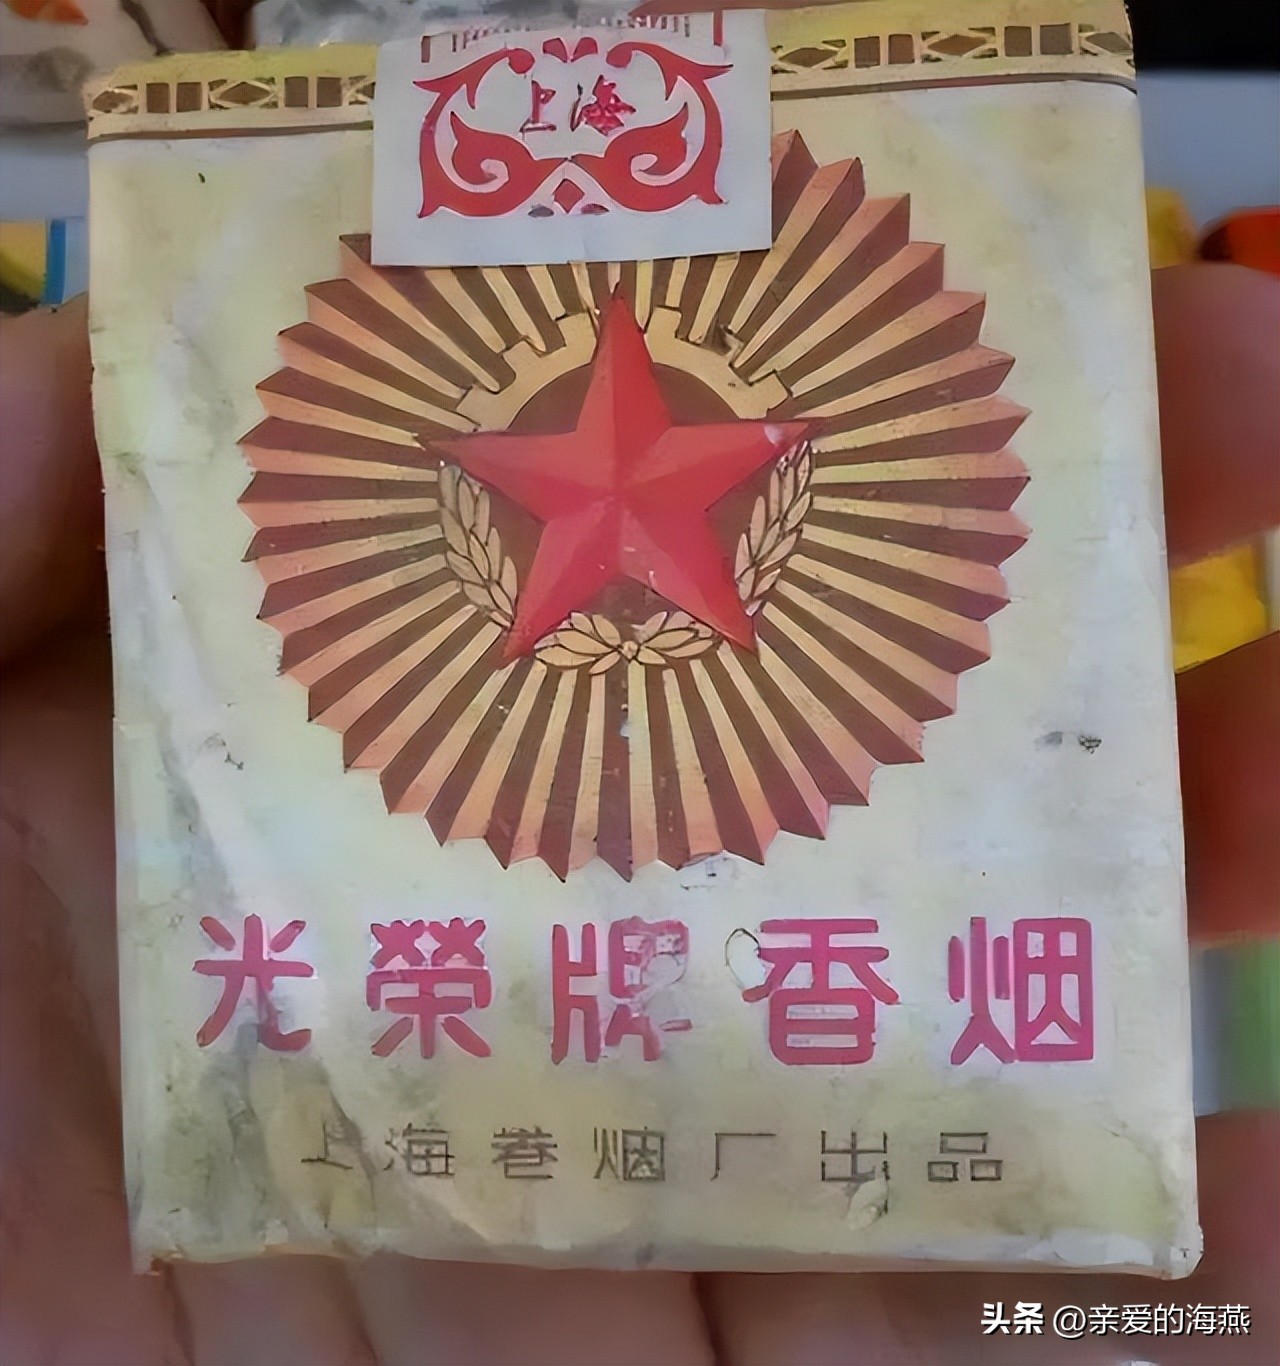 上海
光榮牌香烟
上海卷烟厂出品
头条 @亲爱的海燕